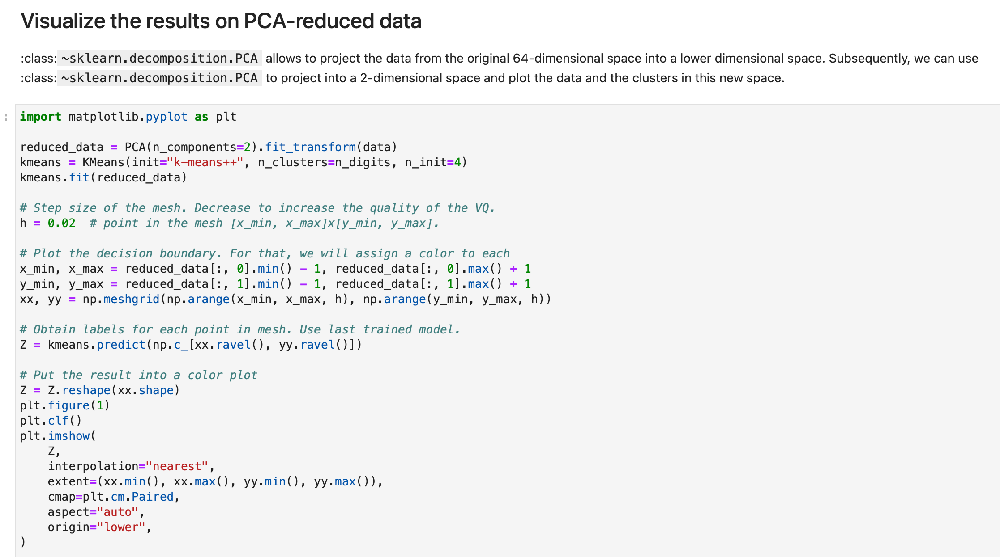 Visualize the results on PCA-reduced data
:class: ~sklearn.decomposition.PCA allows to project the data from the original 64-dimensional space into a lower dimensional space. Subsequently, we can use
:class: ~sklearn.decomposition.PCA to project into a 2-dimensional space and plot the data and the clusters in this new space.
: import matplotlib.pyplot as plt

reduced_data = PCA(n_components=2).fit_transform(data)
kmeans = KMeans(init="k-means++", n_clusters=n_digits, n_init=4)
kmeans.fit(reduced_data)

# Step size of the mesh. Decrease to increase the quality of the VQ.
h = 0.02  # point in the mesh [x_min, x_max]x[y_min, y_max].

# Plot the decision boundary. For that, we will assign a color to each
x_min, x_max = reduced_data[:, 0].min() - 1, reduced_data[:, 0].max() + 1
y_min, y_max = reduced_data[:, 1].min() - 1, reduced_data[:, 1].max() + 1
xx, yy = np.meshgrid(np.arange(x_min, x_max, h), np.arange(y_min, y_max, h))

# Obtain labels for each point in mesh. Use last trained model.
Z = kmeans.predict(np.c_[xx.ravel(), yy.ravel()])

# Put the result into a color plot
Z = Z.reshape(xx.shape)
plt.figure(1)
plt.clf()
plt.imshow(
    Z,
    interpolation="nearest",
    extent=(xx.min(), xx.max(), yy.min(), yy.max()),
    cmap=plt.cm.Paired,
    aspect="auto",
    origin="lower",
)